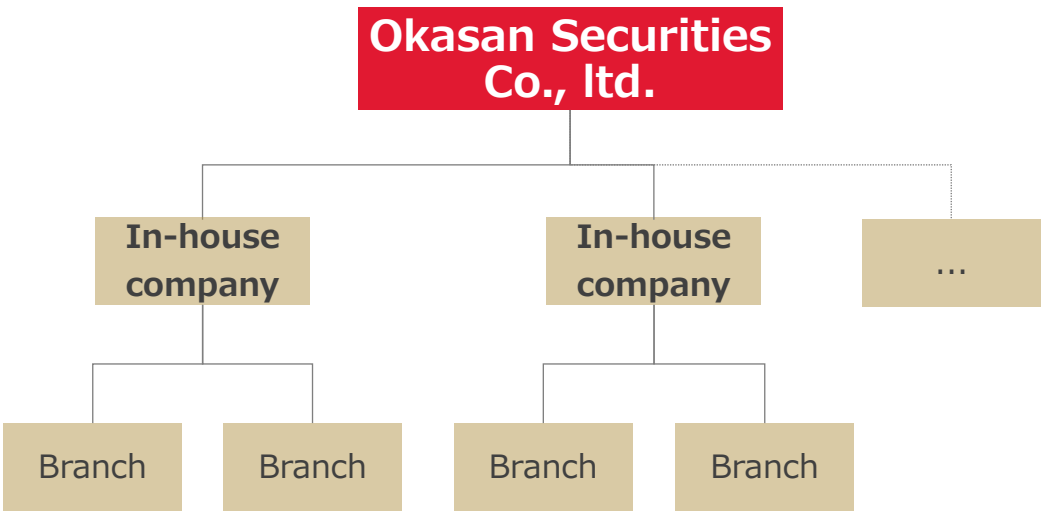 Okasan Securities
Co., ltd.
In-house
company
In-house
company
...
Branch
Branch
Branch
Branch